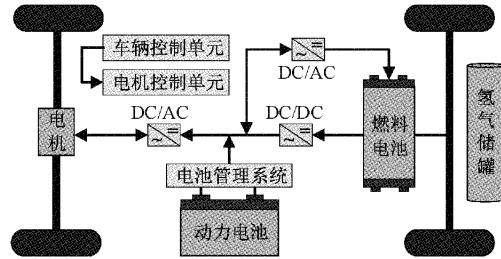 车辆控制单元
电机控制单元
DC/AC
DC/AC
DC/DC
电机
燃料电池
氢气储罐
电池管理系统
动力电池